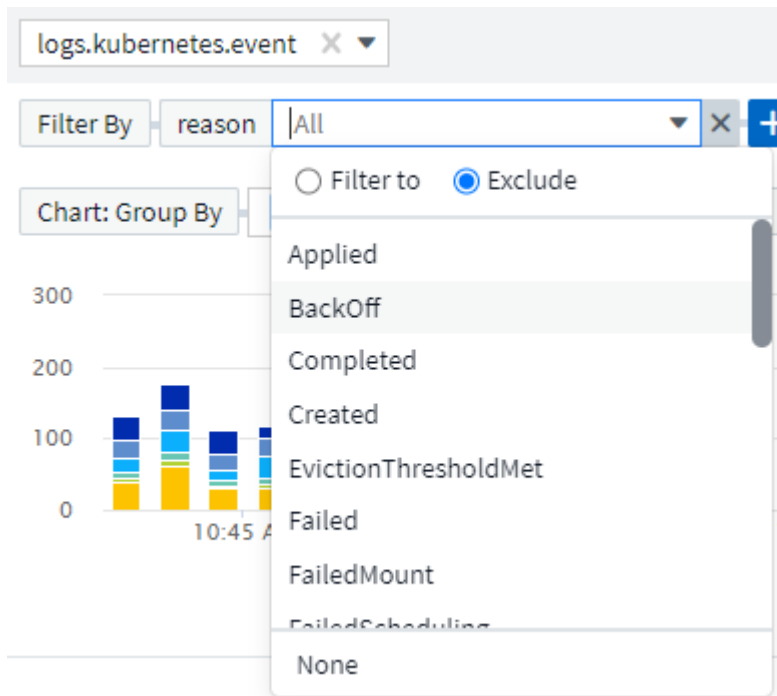 logs.kubernetes.event
Filter By reason All
Filter to Exclude
Chart: Group By
Applied
BackOff
Completed
Created
EvictionThresholdMet
Failed
FailedMount
FailedScheduling
None
300
200
100
0
10:45 A